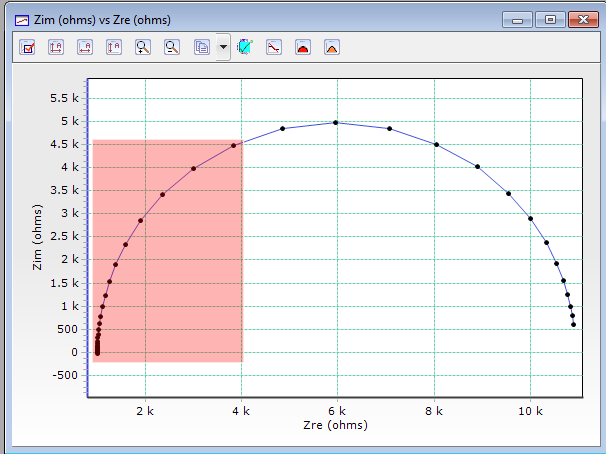 Zim (ohms) vs Zre (ohms)
5.5 k
5 k
4.5 k
4 k
3.5 k
3 k
2.5 k
2 k
1.5 k
1 k
500
0
-500
Zim (ohms)
2 k 4 k 6 k 8 k 10 k
Zre (ohms)